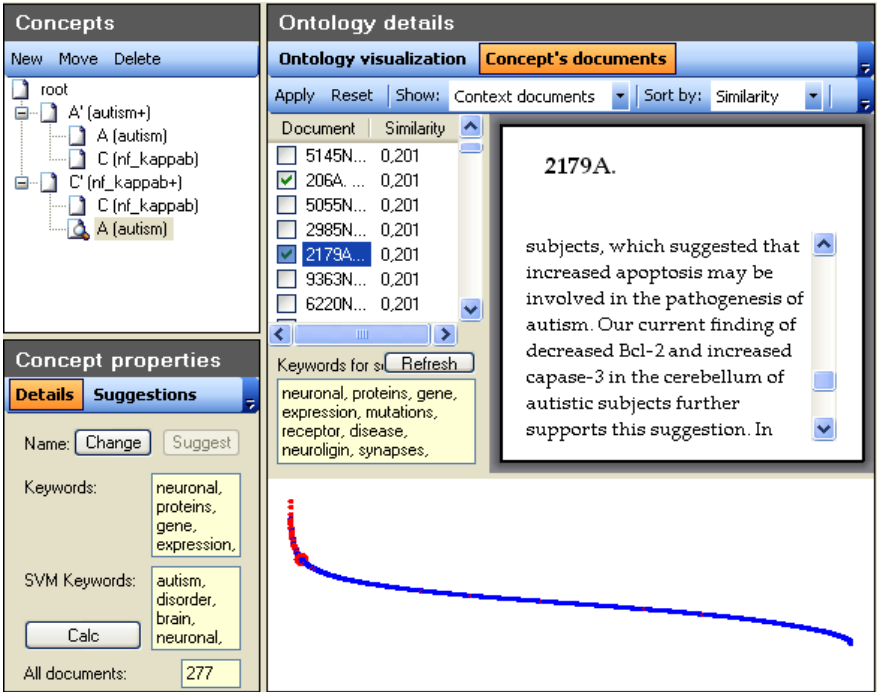 Concepts
New Move Delete
root
A' (autism+)
A (autism)
C (nf_kappab)
C' (nf_kappab+)
C (nf_kappab)
A (autism)
Concept properties
Details Suggestions
Name: Change Suggest
Keywords:
neuronal,
proteins,
gene,
expression,
SVM Keywords:
autism,
disorder,
brain,
neuronal,
Calc
All documents: 277
Ontology details
Ontology visualization Concept's documents
Apply Reset Show: Context documents Sort by: Similarity
Document Similarity
5145N... 0,201
206A. ... 0,201
5055N... 0,201
2985N... 0,201
2179A... 0,201
9363N... 0,201
6220N... 0,201
Keywords for s Refresh
neuronal, proteins, gene,
expression, mutations,
receptor, disease,
neuroligin, synapses,
2179A.
subjects, which suggested that
increased apoptosis may be
involved in the pathogenesis of
autism. Our current finding of
decreased Bcl-2 and increased
capase-3 in the cerebellum of
autistic subjects further
supports this suggestion. In